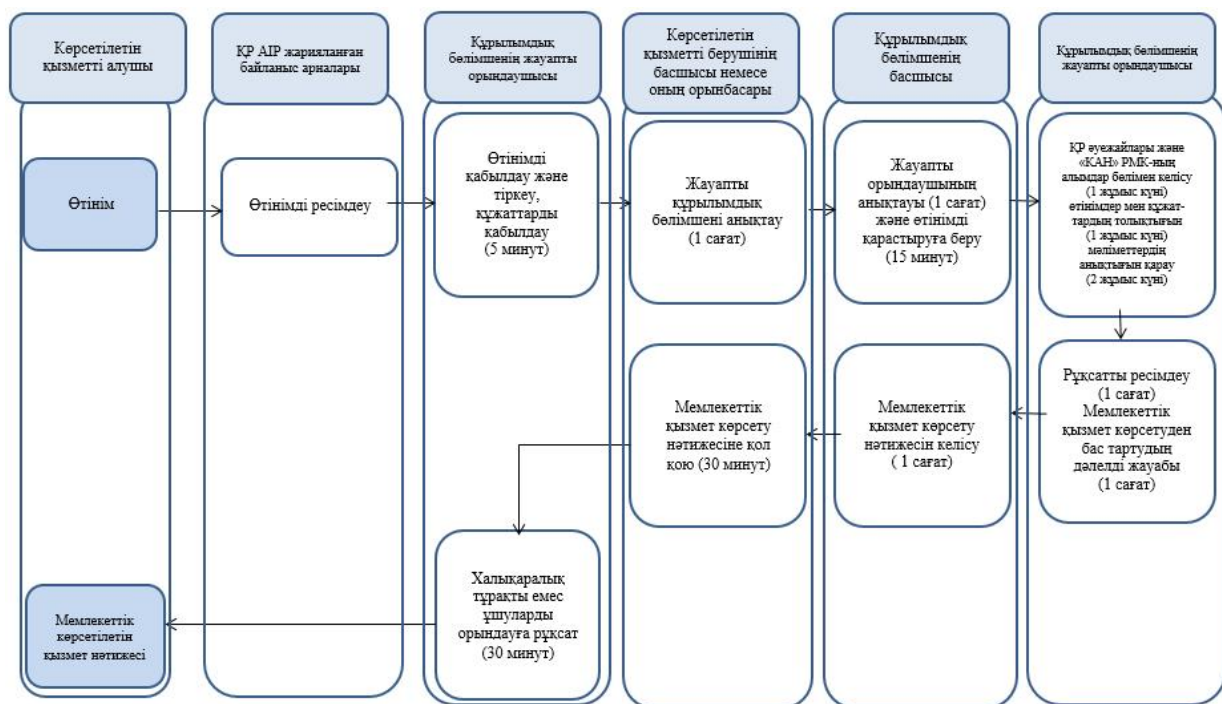 Көрсетілетін
қызметті алушы
ҚР AIP жарияланған
байланыс арналары
Құрылымдық
бөлімшенің жауапты
орындаушысы
Көрсетілетін
қызметті берушінің
басшысы немесе
оның орынбасары
Құрылымдық
бөлімшенің
басшысы
Құрылымдық бөлімшенің
жауапты орындаушысы
Өтінім
Өтінімді ресімдеу
Өтінімді
қабылдау және
тіркеу,
құжаттарды
қабылдау
(5 минут)
Жауапты
құрылымдық
бөлімшені анықтау
(1 сағат)
Жауапты
орындаушының
анықтауы (1 сағат)
және өтінімді
қарастыруға беру
(15 минут)
ҚР әуежайлары және
«КАН» РМК-ның
алымдар бөлімен келісу
(1 жұмыс күні)
өтінімдер мен құжат-
тардың толықтығын
(1 жұмыс күні)
мәліметтердің
анықтығын қарау
(2 жұмыс күні)
Рұқсатты ресімдеу
(1 сағат)
Мемлекеттік
қызмет көрсетуден
бас тартудың
дәлелді жауабы
(1 сағат)
Мемлекеттік
қызмет көрсету
нәтижесін келісу
( 1 сағат)
Мемлекеттік
қызмет көрсету
нәтижесіне қол
қою (30 минут)
Халықаралық
тұрақты емес
ұшуларды
орындауға рұқсат
(30 минут)
Мемлекеттік
көрсетілетін
қызмет нәтижесі